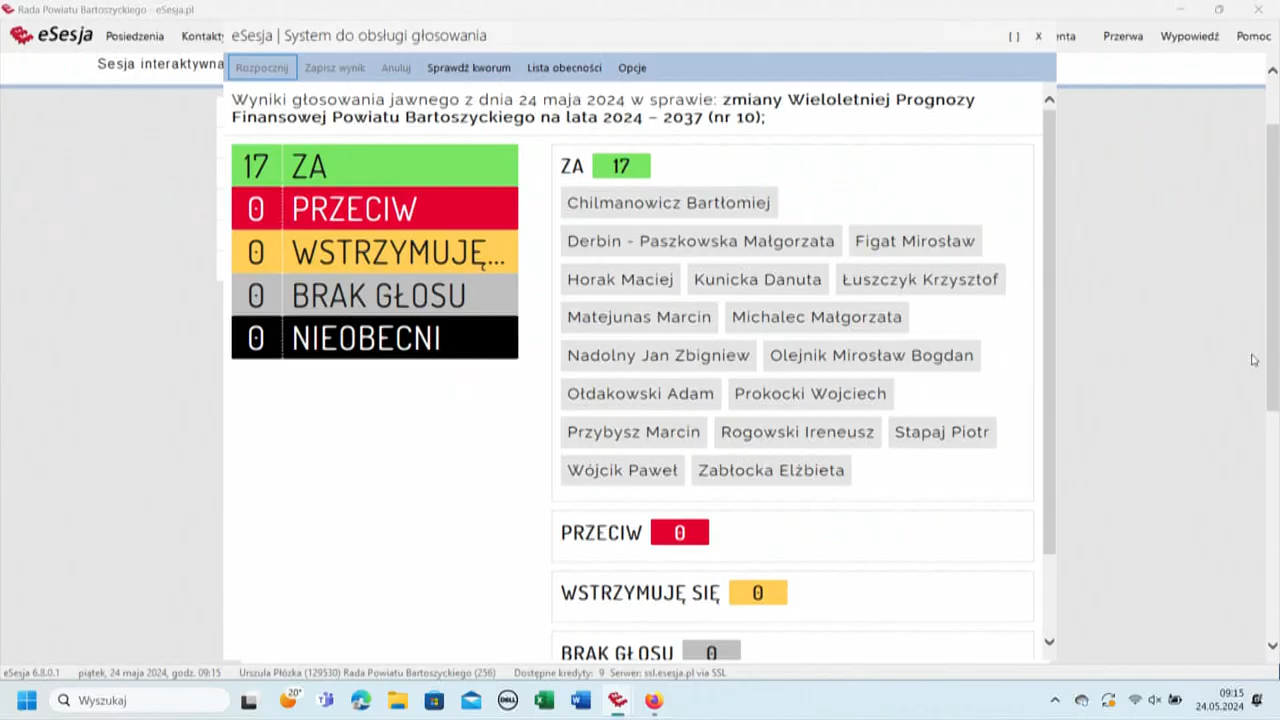 Rada Powiatu Bartoszyckiego - eSesja.pl
eSesja Posiedzenia Kontakty eSesja | System do obsługi głosowania [ ] x Przerwa Wypowiedź Pomoc
Sesja interaktywna
Rozpocznij Zapisz wynik Anuluj Sprawdź kworum Lista obecności Opcje
Wyniki głosowania jawnego z dnia 24 maja 2024 w sprawie: zmiany Wieloletniej Prognozy
Finansowej Powiatu Bartoszyckiego na lata 2024 – 2037 (nr 10);
17 ZA
0 PRZECIW
0 WSTRZYMUJĘ...
0 BRAK GŁOSU
0 NIEOBECNI
ZA 17
Chilmanowicz Bartłomiej
Derbin - Paszkowska Małgorzata Figat Mirosław
Horak Maciej Kunicka Danuta Łuszczyk Krzysztof
Matejunas Marcin Michalec Małgorzata
Nadolny Jan Zbigniew Olejnik Mirosław Bogdan
Ołdakowski Adam Prokocki Wojciech
Przybysz Marcin Rogowski Ireneusz Stapaj Piotr
Wójcik Paweł Zabłocka Elżbieta
PRZECIW 0
WSTRZYMUJĘ SIĘ 0
BRAK GŁOSU 0
eSesja 6.8.0.1 piątek, 24 maja 2024, godz. 09:15 Urszula Płózka (129530) Rada Powiatu Bartoszyckiego (256) Dostępne kredyty: 9 Serwer: ssl.esesja.pl via SSL
Wyszukaj 20° DELL 09:15
24.05.2024